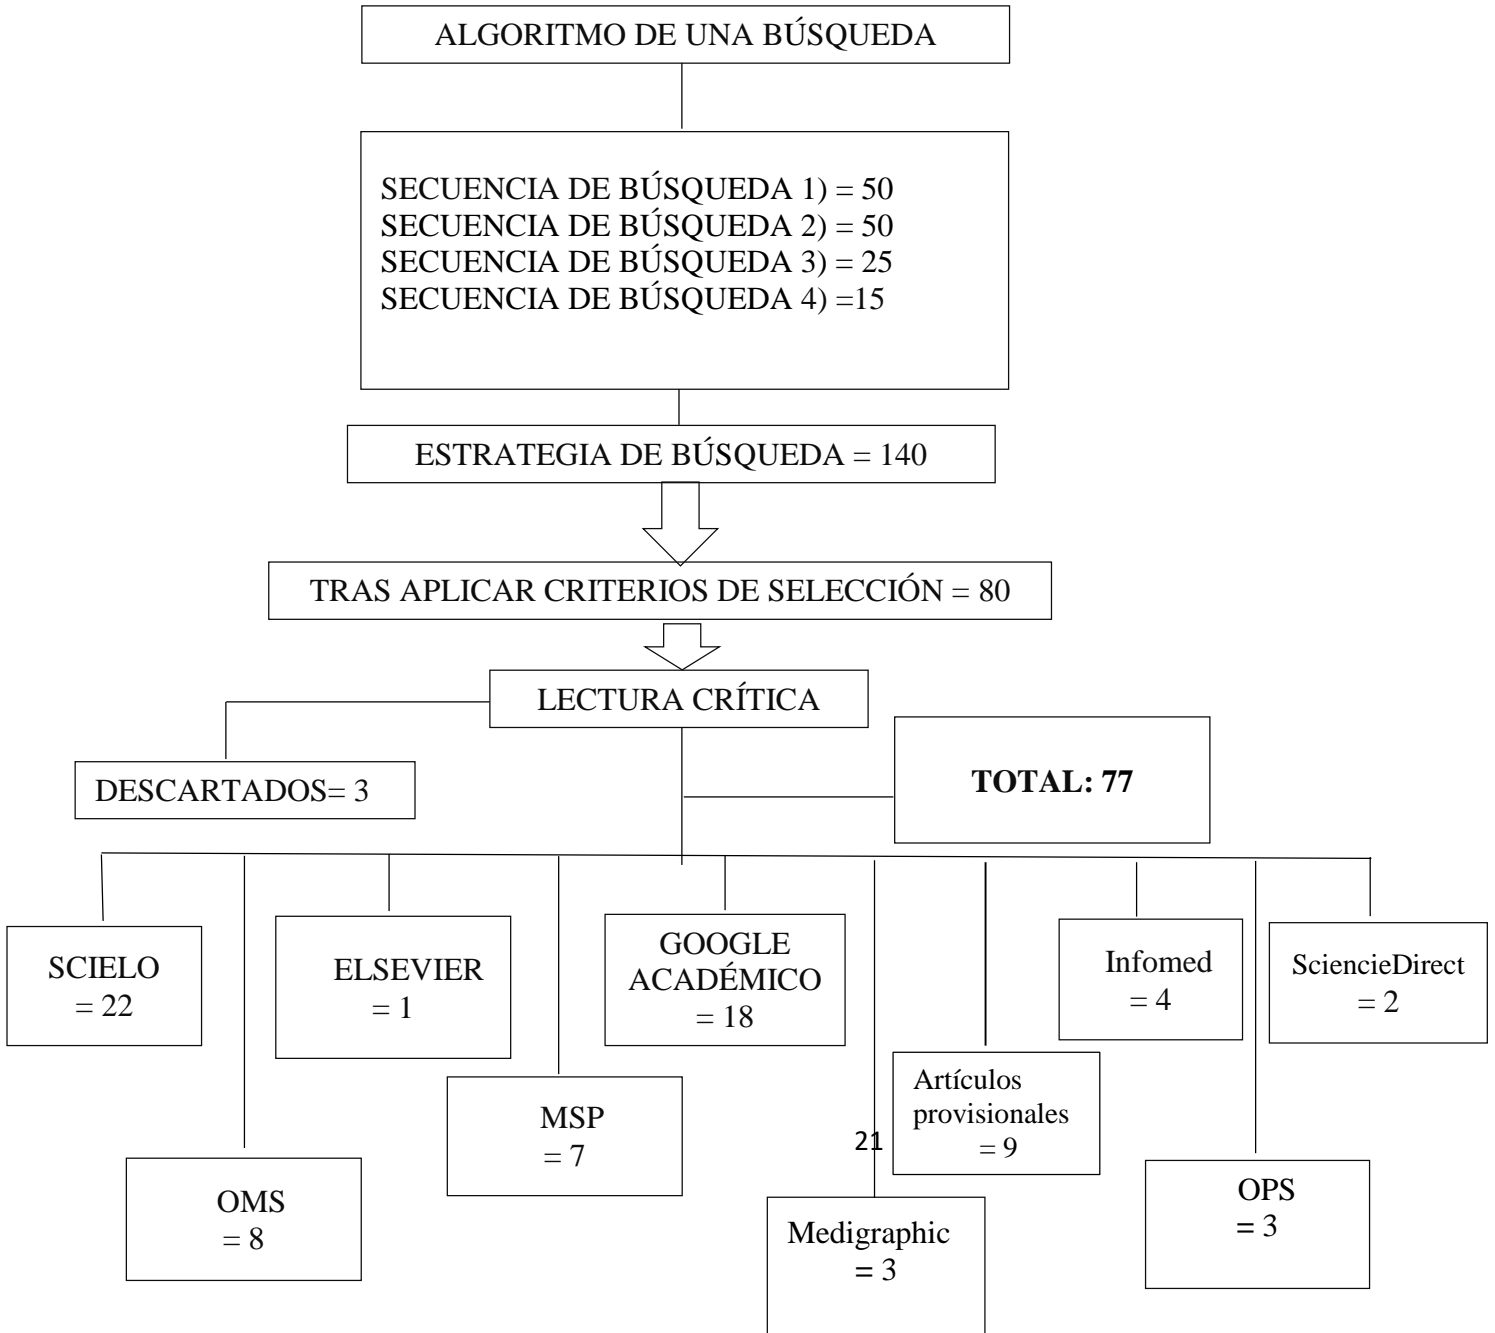 ALGORITMO DE UNA BÚSQUEDA
SECUENCIA DE BÚSQUEDA 1) = 50
SECUENCIA DE BÚSQUEDA 2) = 50
SECUENCIA DE BÚSQUEDA 3) = 25
SECUENCIA DE BÚSQUEDA 4) =15
ESTRATEGIA DE BÚSQUEDA = 140
TRAS APLICAR CRITERIOS DE SELECCIÓN = 80
LECTURA CRÍTICA
DESCARTADOS= 3
TOTAL: 77
SCIELO
= 22
ELSEVIER
= 1
GOOGLE
ACADÉMICO
= 18
Infomed
= 4
SciencieDirect
= 2
OMS
= 8
MSP
= 7
21
Medigraphic
= 3
Artículos
provisionales
= 9
OPS
= 3